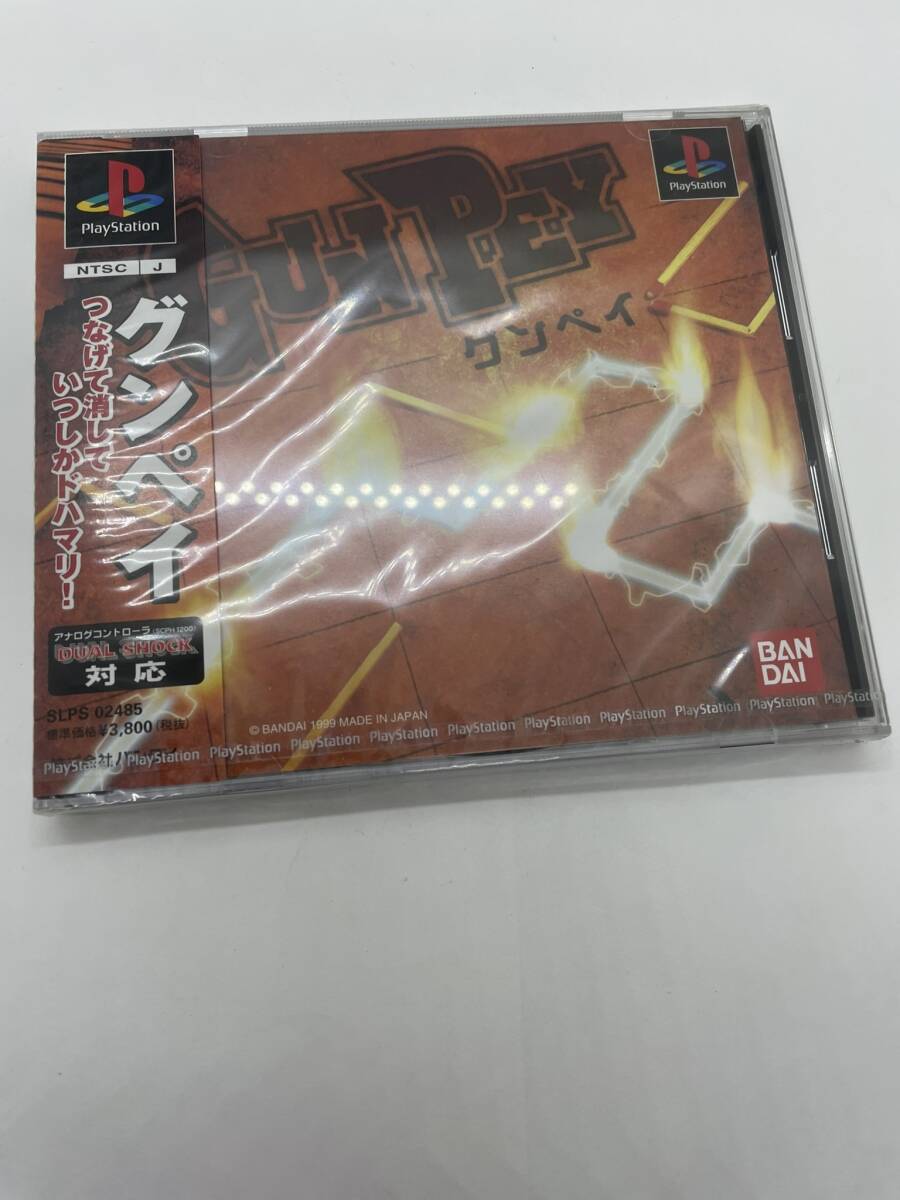 PlayStation
NTSC J
グンペイ
つなげて消して
いつしかドハマリ!
アナログコントローラ(SCPH 1200)
DUAL SHOCK
対応
SLPS 02485
標準価格¥3,800(税抜)
GUNPEY
グンペイ
PlayStation
BAN
DAI
© BANDAI 1999 MADE IN JAPAN
PlayStation PlayStation PlayStation PlayStation PlayStation PlayStation PlayStation PlayStation PlayStation PlayStation